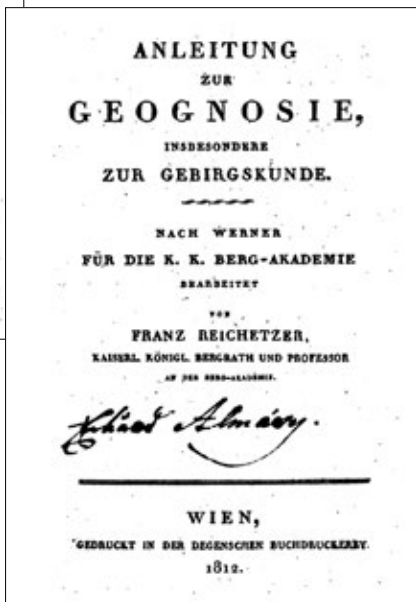 ANLEITUNG
ZUR
GEOGNOSIE,
INSBESONDERE
ZUR GEBIRGSKUNDE.
NACH WERNER
FÜR DIE K. K. BERG-AKADEMIE
BEARBEITET
VON
FRANZ REICHETZER,
KAISERL. KÖNIGL. BERGRATH UND PROFESSOR
AN DER BERG-AKADEMIE.
Almásy.
WIEN,
GEDRUCKT IN DER DEGENSCHEN BUCHDRUCKEREY.
1812.